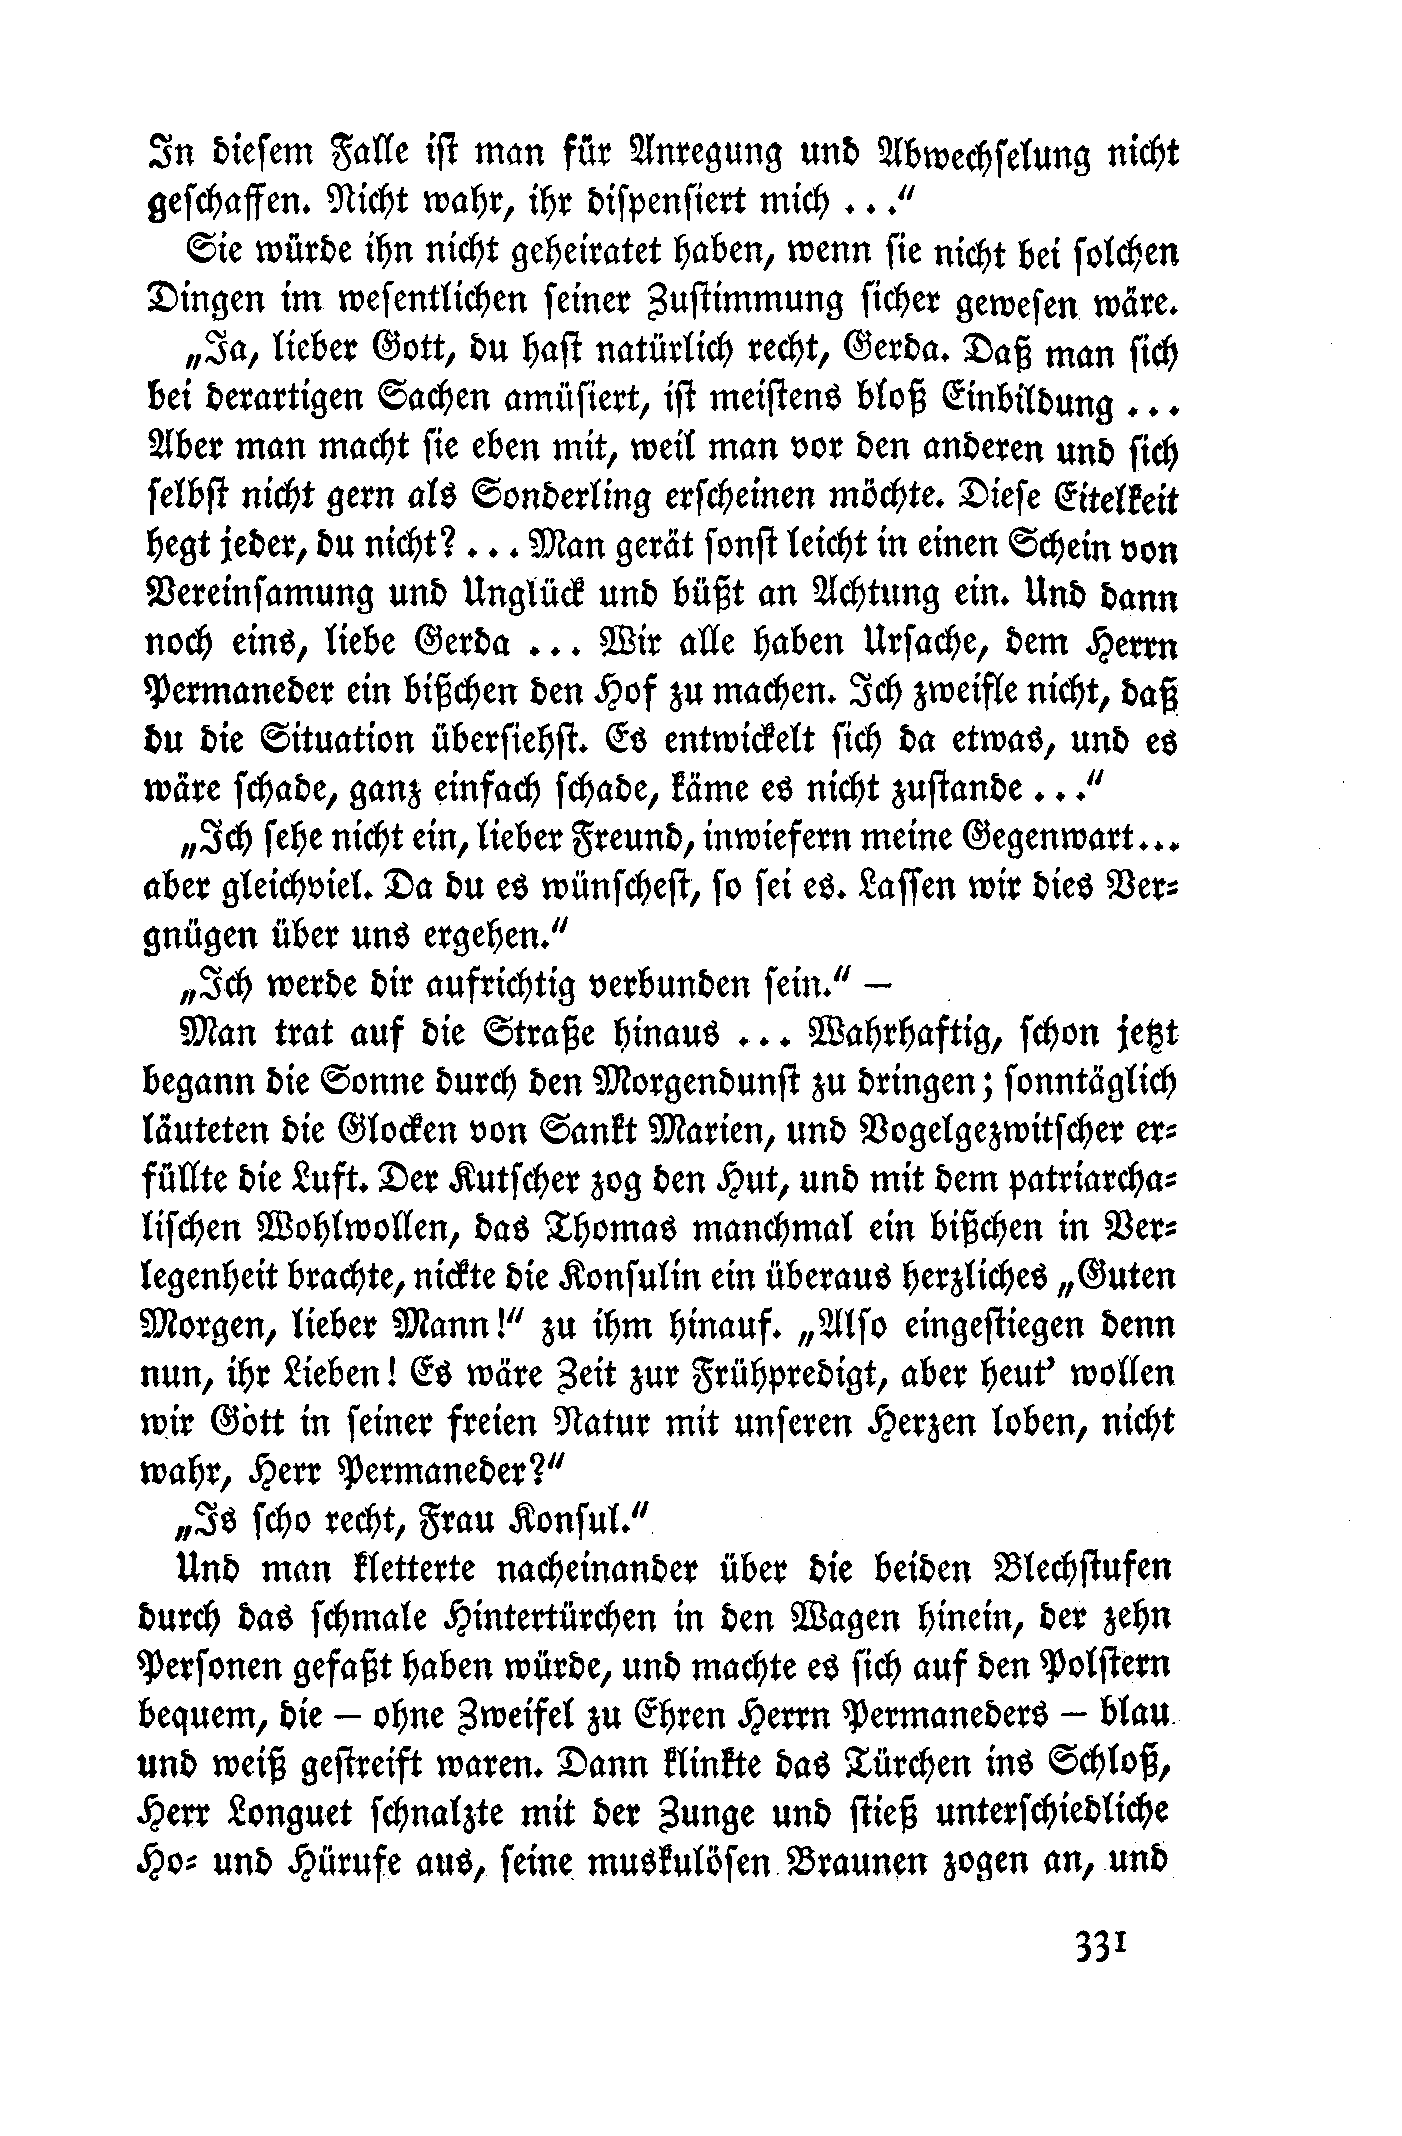 In diesem Falle ist man für Anregung und Abwechselung nicht
geschaffen. Nicht wahr, ihr dispensiert mich . . .“
Sie würde ihn nicht geheiratet haben, wenn sie nicht bei solchen
Dingen im wesentlichen seiner Zustimmung sicher gewesen wäre.
„Ja, lieber Gott, du hast natürlich recht, Gerda. Daß man sich
bei derartigen Sachen amüsiert, ist meistens bloß Einbildung . . .
Aber man macht sie eben mit, weil man vor den anderen und sich
selbst nicht gern als Sonderling erscheinen möchte. Diese Eitelkeit
hegt jeder, du nicht? . . . Man gerät sonst leicht in einen Schein von
Vereinsamung und Unglück und büßt an Achtung ein. Und dann
noch eins, liebe Gerda . . . Wir alle haben Ursache, dem Herrn
Permaneder ein bißchen den Hof zu machen. Ich zweifle nicht, daß
du die Situation übersiehst. Es entwickelt sich da etwas, und es
wäre schade, ganz einfach schade, käme es nicht zustande . . .“
„Ich sehe nicht ein, lieber Freund, inwiefern meine Gegenwart...
aber gleichviel. Da du es wünschest, so sei es. Lassen wir dies Ver-
gnügen über uns ergehen.“
„Ich werde dir aufrichtig verbunden sein.“ —
Man trat auf die Straße hinaus . . . Wahrhaftig, schon jetzt
begann die Sonne durch den Morgendunst zu dringen; sonntäglich
läuteten die Glocken von Sankt Marien, und Vogelgezwitscher er-
füllte die Luft. Der Kutscher zog den Hut, und mit dem patriarcha-
lischen Wohlwollen, das Thomas manchmal ein bißchen in Ver-
legenheit brachte, nickte die Konsulin ein überaus herzliches „Guten
Morgen, lieber Mann!“ zu ihm hinauf. „Also eingestiegen denn
nun, ihr Lieben! Es wäre Zeit zur Frühpredigt, aber heut’ wollen
wir Gott in seiner freien Natur mit unseren Herzen loben, nicht
wahr, Herr Permaneder?“
„Is scho recht, Frau Konsul.“
Und man kletterte nacheinander über die beiden Blechstufen
durch das schmale Hintertürchen in den Wagen hinein, der zehn
Personen gefaßt haben würde, und machte es sich auf den Polstern
bequem, die — ohne Zweifel zu Ehren Herrn Permaneders — blau
und weiß gestreift waren. Dann klinkte das Türchen ins Schloß,
Herr Longuet schnalzte mit der Zunge und stieß unterschiedliche
Ho- und Hürufe aus, seine muskulösen Braunen zogen an, und
331